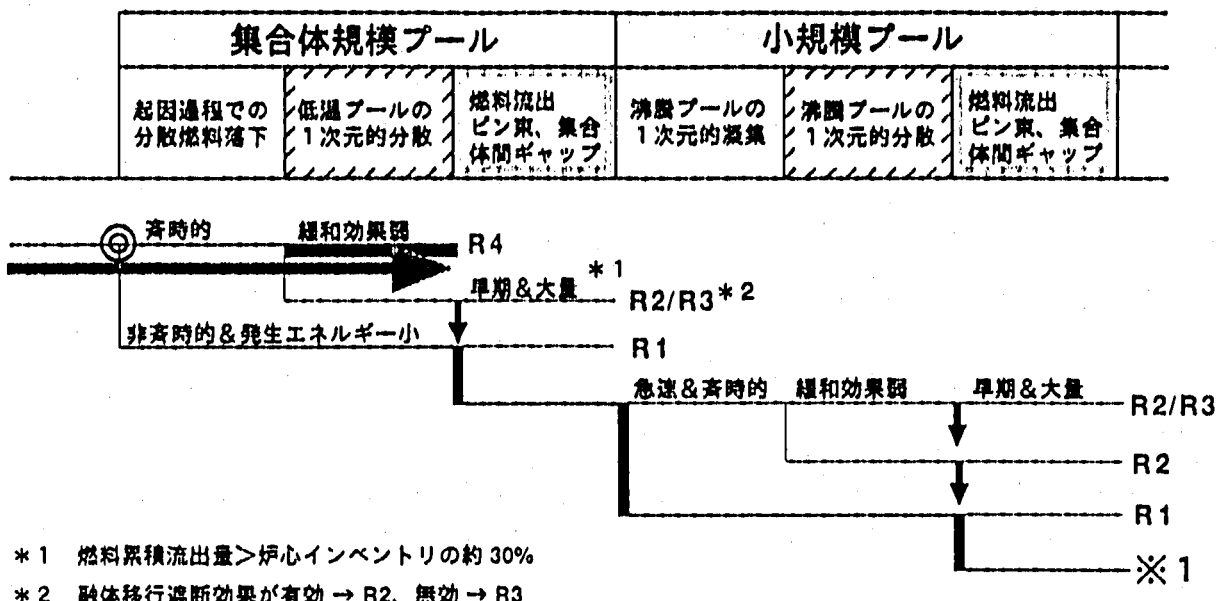 集合体規模プール
小規模プール
起因過程での
分散燃料落下
低温プールの
1次元的分散
燃料流出
ピン束、集合
体間ギャップ
沸騰プールの
1次元的凝集
沸騰プールの
1次元的分散
燃料流出
ピン束、集合
体間ギャップ
斉時的
緩和効果弱
R4
早期&大量*1
R2/R3*2
非斉時的&発生エネルギー小
R1
急速&斉時的
緩和効果弱
早期&大量
R2/R3
R2
R1
※1
*1 燃料累積流出量>炉心インベントリの約30%
*2 融体移行遮断効果が有効→R2、無効→R3